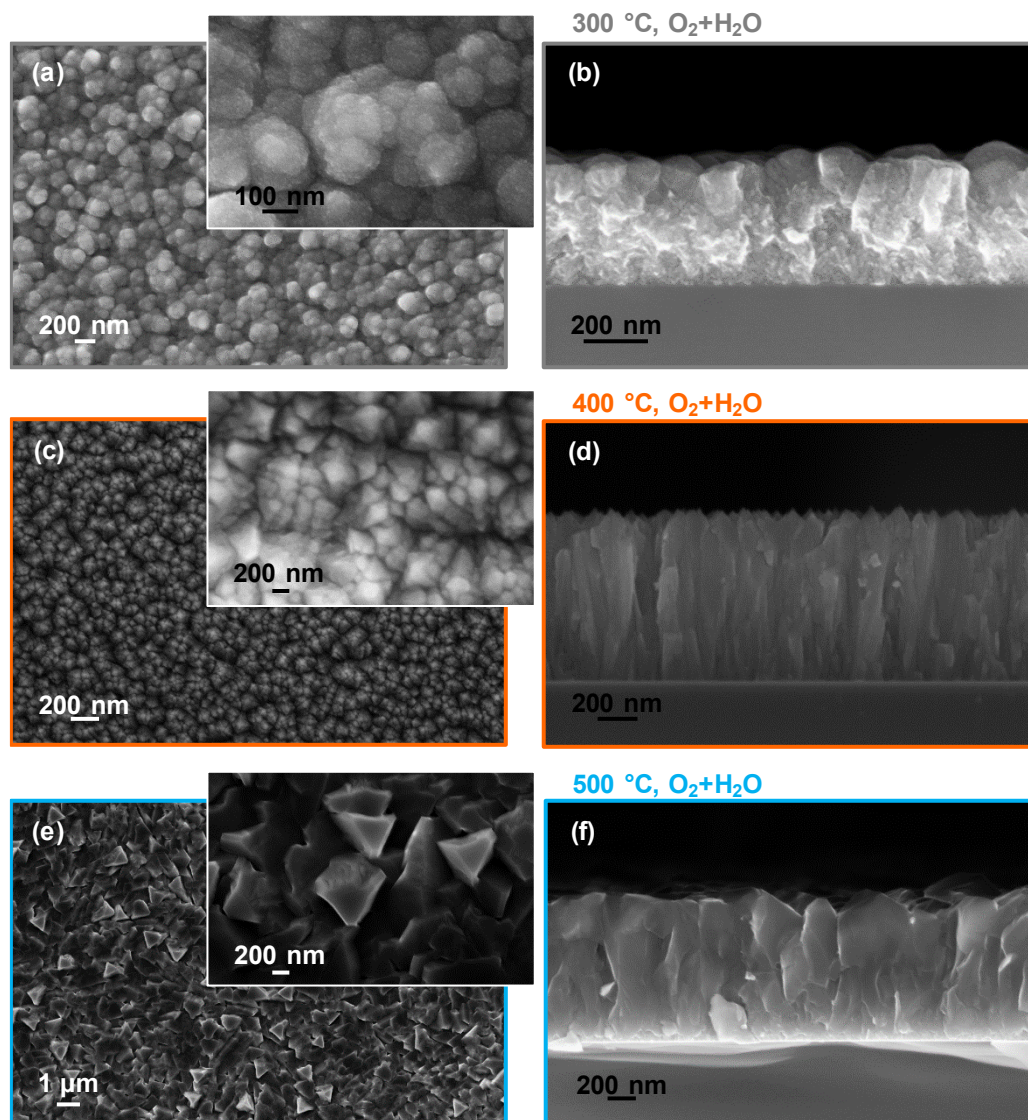 300 °C, O₂+H₂O
(a)
100 nm
200 nm
(b)
200 nm
400 °C, O₂+H₂O
(c)
200 nm
200 nm
(d)
200 nm
500 °C, O₂+H₂O
(e)
200 nm
1 µm
(f)
200 nm